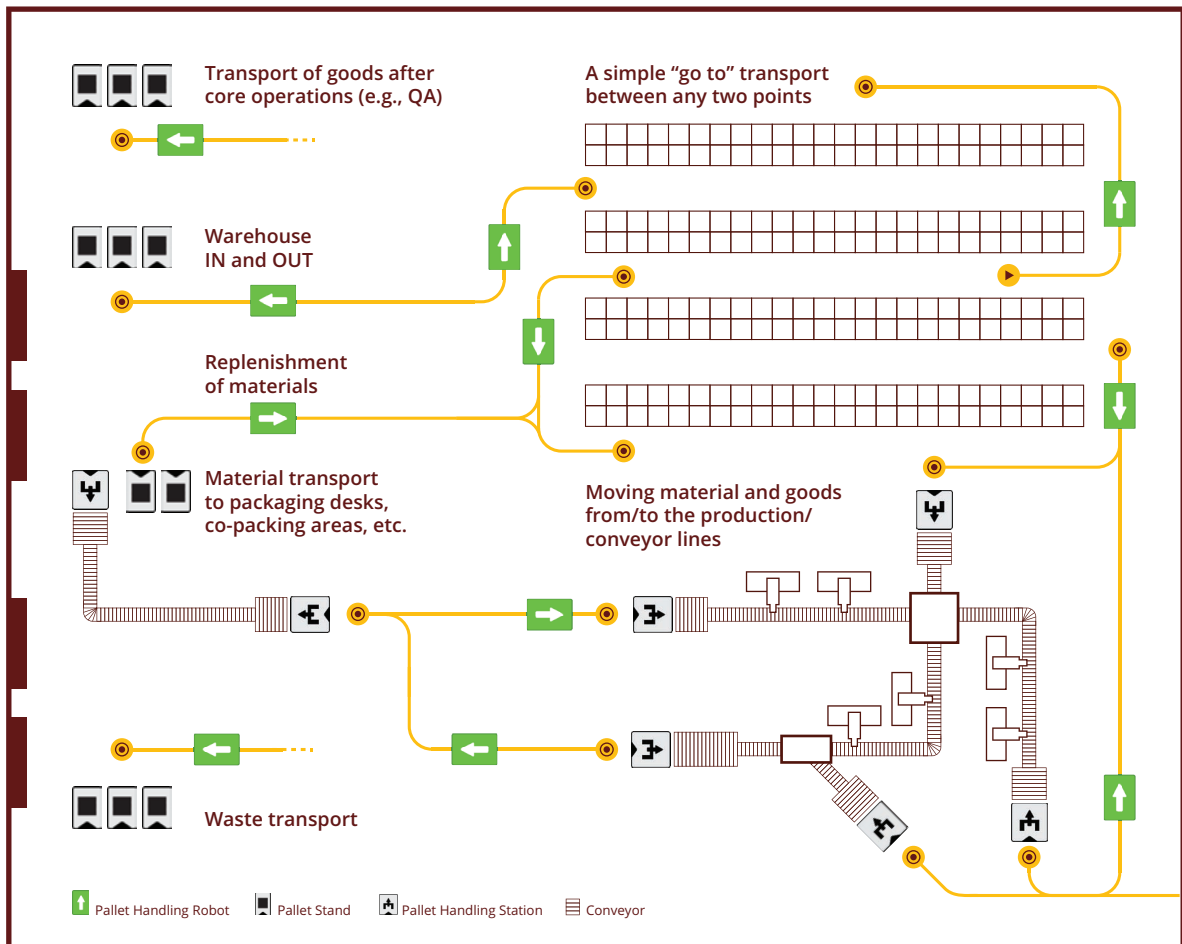 Transport of goods after
core operations (e.g., QA)
A simple “go to” transport
between any two points
Warehouse
IN and OUT
Replenishment
of materials
Material transport
to packaging desks,
co-packing areas, etc.
Moving material and goods
from/to the production/
conveyor lines
Waste transport
Pallet Handling Robot
Pallet Stand
Pallet Handling Station
Conveyor